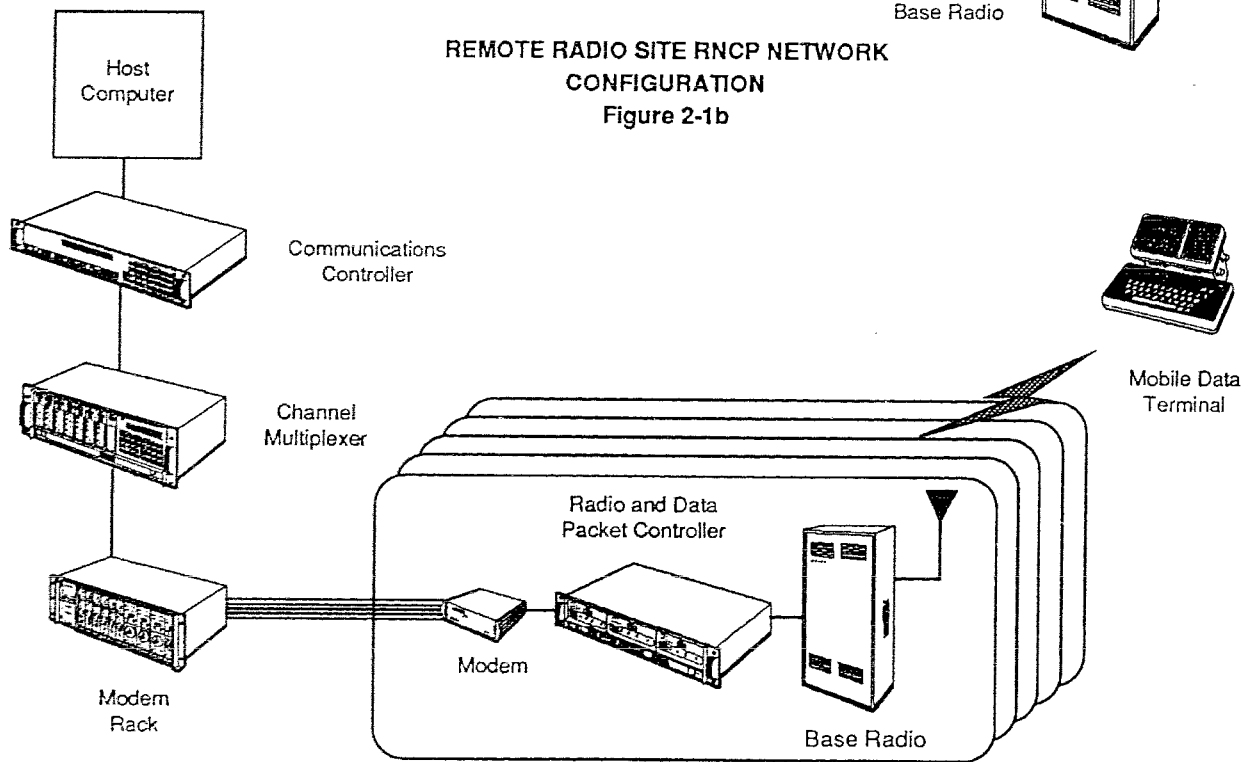 Base Radio
REMOTE RADIO SITE RNCP NETWORK
CONFIGURATION
Figure 2-1b
Host
Computer
Communications
Controller
Channel
Multiplexer
Mobile Data
Terminal
Radio and Data
Packet Controller
Modem
Base Radio
Modem
Rack